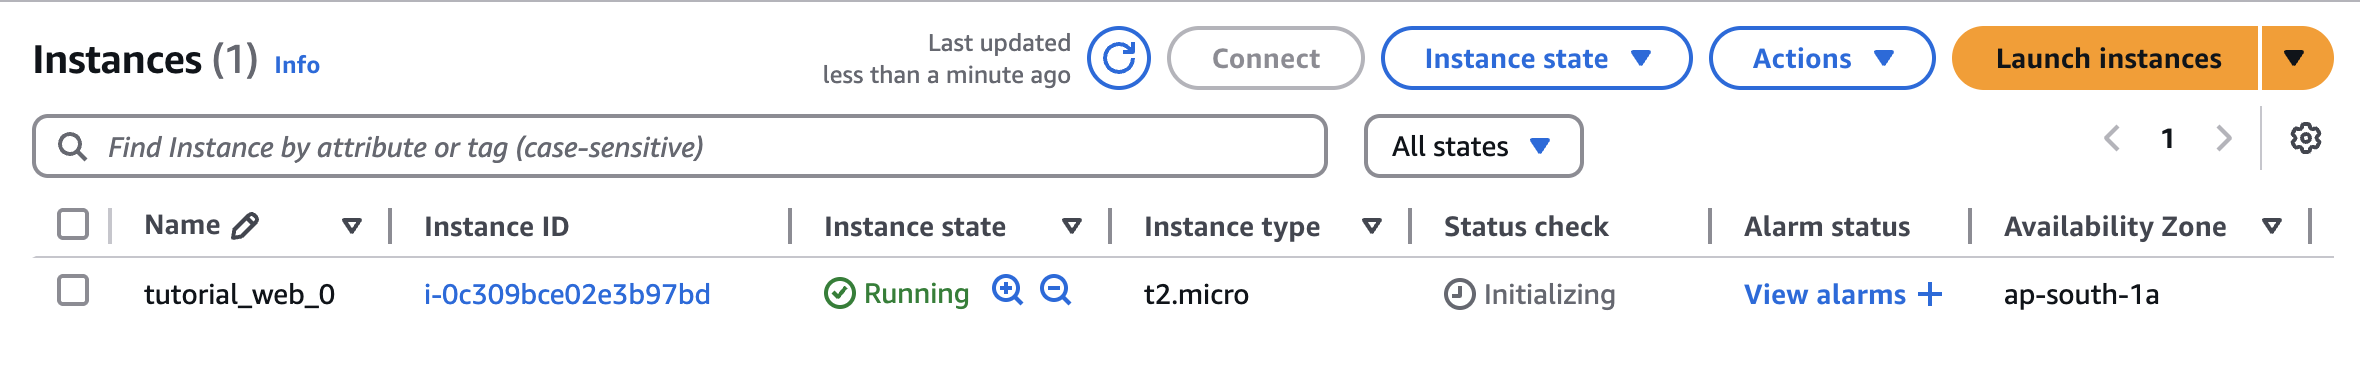 Instances (1) Info
Last updated
less than a minute ago
Connect
Instance state
Actions
Launch instances
Find Instance by attribute or tag (case-sensitive)
All states
1
Name Instance ID Instance state Instance type Status check Alarm status Availability Zone
tutorial_web_0 i-0c309bce02e3b97bd Running t2.micro Initializing View alarms + ap-south-1a